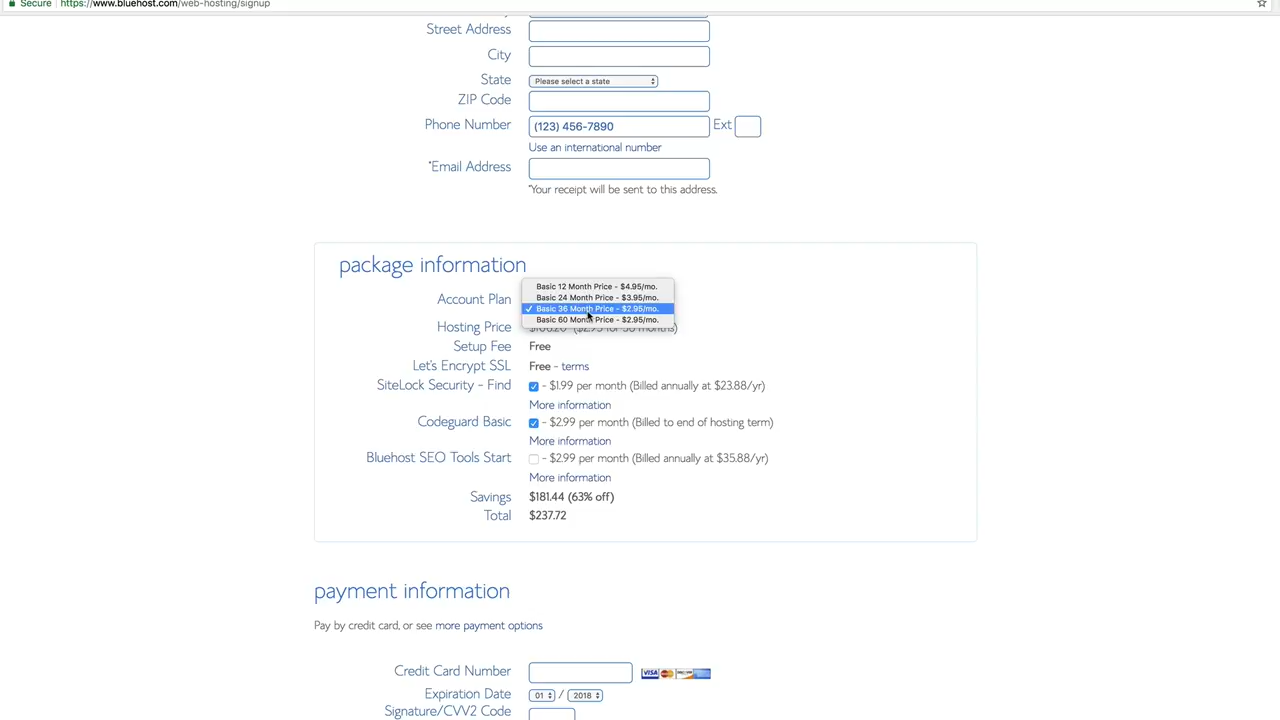 Secure https://www.bluehost.com/web-hosting/signup
Street Address
City
State Please select a state
ZIP Code
Phone Number (123) 456-7890 Ext
Use an international number
*Email Address
*Your receipt will be sent to this address.
package information
Account Plan
Basic 12 Month Price - $4.95/mo.
Basic 24 Month Price - $3.95/mo.
Basic 36 Month Price - $2.95/mo.
Basic 60 Month Price - $2.95/mo.
Hosting Price
Setup Fee Free
Let's Encrypt SSL Free - terms
SiteLock Security - Find - $1.99 per month (Billed annually at $23.88/yr)
More information
Codeguard Basic - $2.99 per month (Billed to end of hosting term)
More information
Bluehost SEO Tools Start - $2.99 per month (Billed annually at $35.88/yr)
More information
Savings $181.44 (63% off)
Total $237.72
payment information
Pay by credit card, or see more payment options
Credit Card Number VISA
Expiration Date 01 / 2018
Signature/CVV2 Code